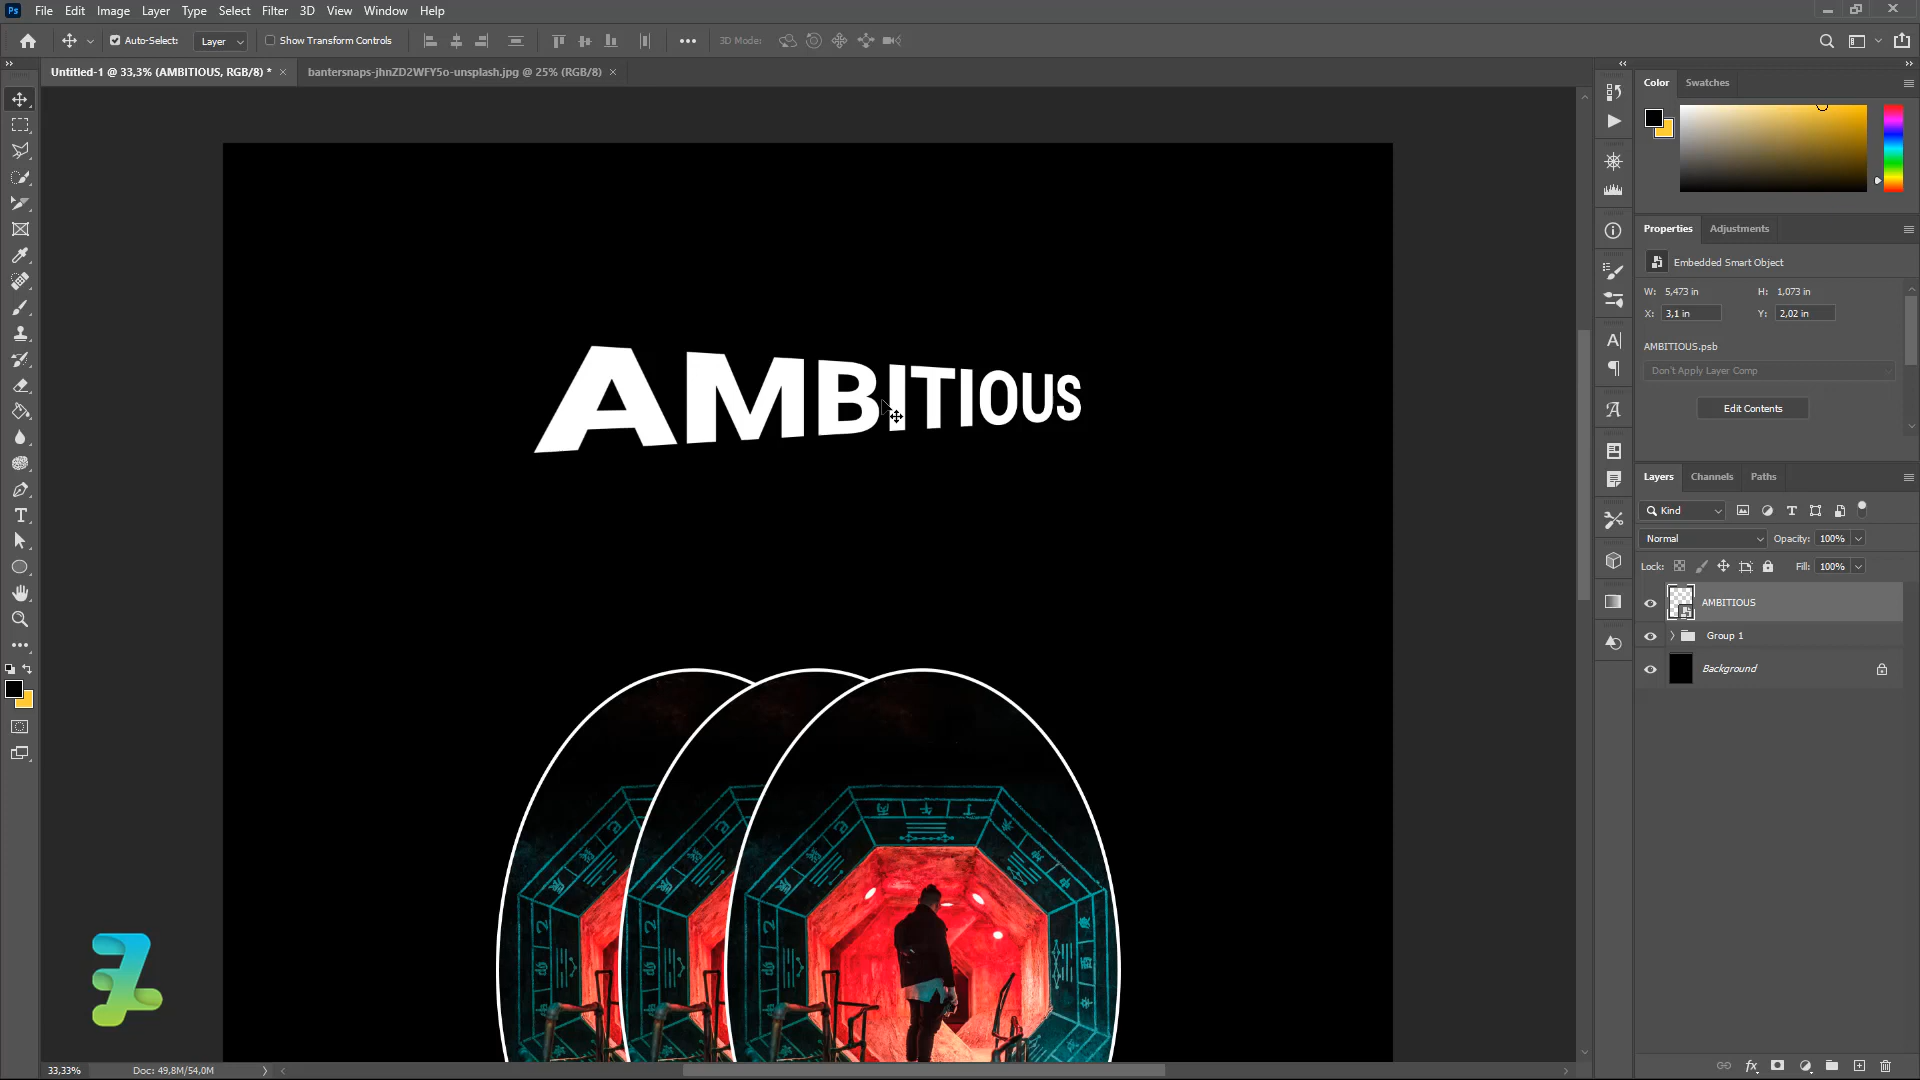 Ps File Edit Image Layer Type Select Filter 3D View Window Help
Auto-Select: Layer Show Transform Controls 3D Mode:
Untitled-1 @ 33,3% (AMBITIOUS, RGB/8) * bantersnaps-jhnZD2WFY5o-unsplash.jpg @ 25% (RGB/8)
Color Swatches
Properties Adjustments
Embedded Smart Object
W: 5,473 in H: 1,073 in
X: 3,1 in Y: 2,02 in
AMBITIOUS.psb
Don't Apply Layer Comp
Edit Contents
AMBITIOUS
Layers Channels Paths
Kind
Normal Opacity: 100%
Lock: Fill: 100%
AMBITIOUS
Group 1
Background
33,33% Doc: 49,8M/54,0M